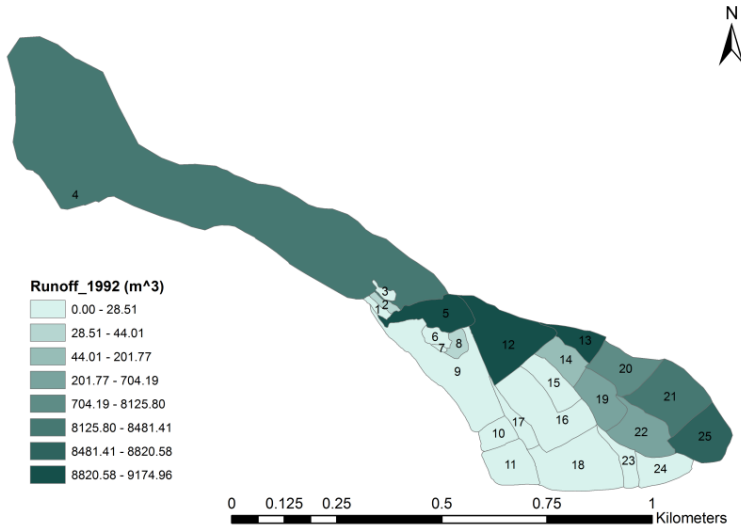 N
4
3
2
1
5
6
7
8
9
12
13
14
15
20
21
19
16
17
22
25
10
11
18
23
24
Runoff_1992 (m^3)
0.00 - 28.51
28.51 - 44.01
44.01 - 201.77
201.77 - 704.19
704.19 - 8125.80
8125.80 - 8481.41
8481.41 - 8820.58
8820.58 - 9174.96
0 0.125 0.25 0.5 0.75 1
Kilometers